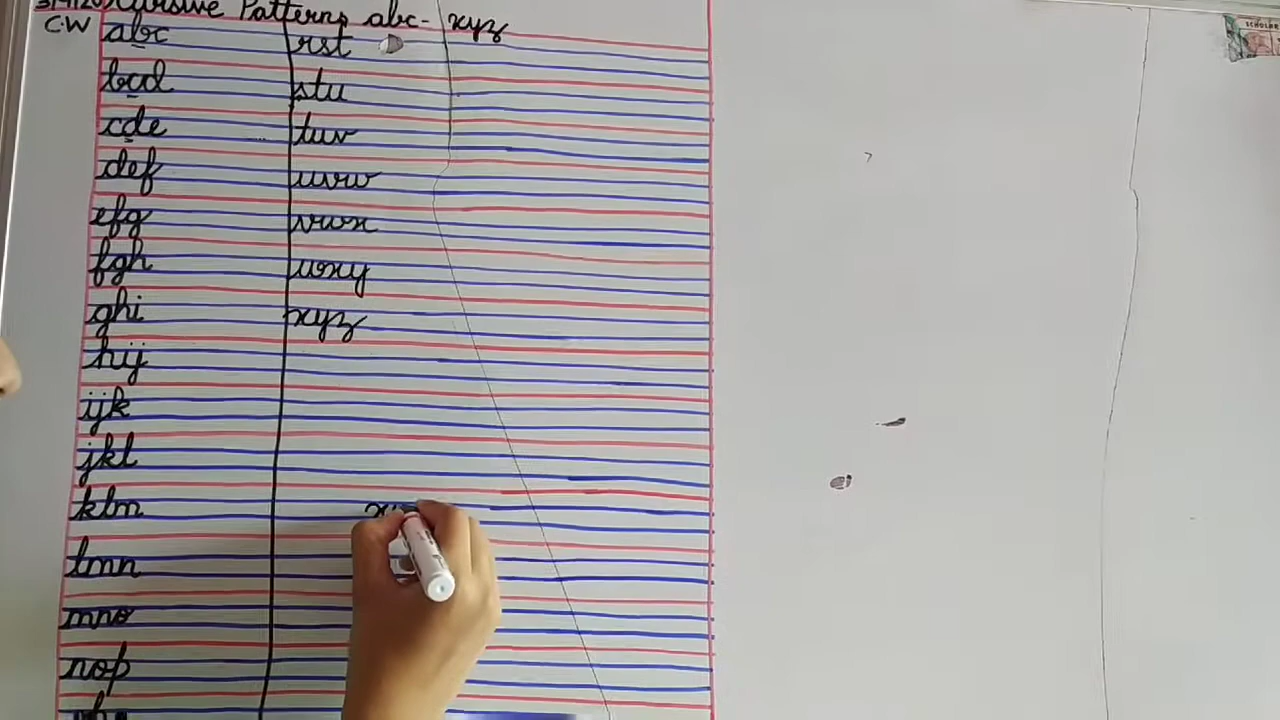 Cursive Patterns abc- xyz
C.W
abc
bcd
cde
def
efg
fgh
ghi
hij
ijk
jkl
klm
lmn
mno
nop
rst
stu
tuv
uvw
vwx
wxy
xyz
SCHOLAR